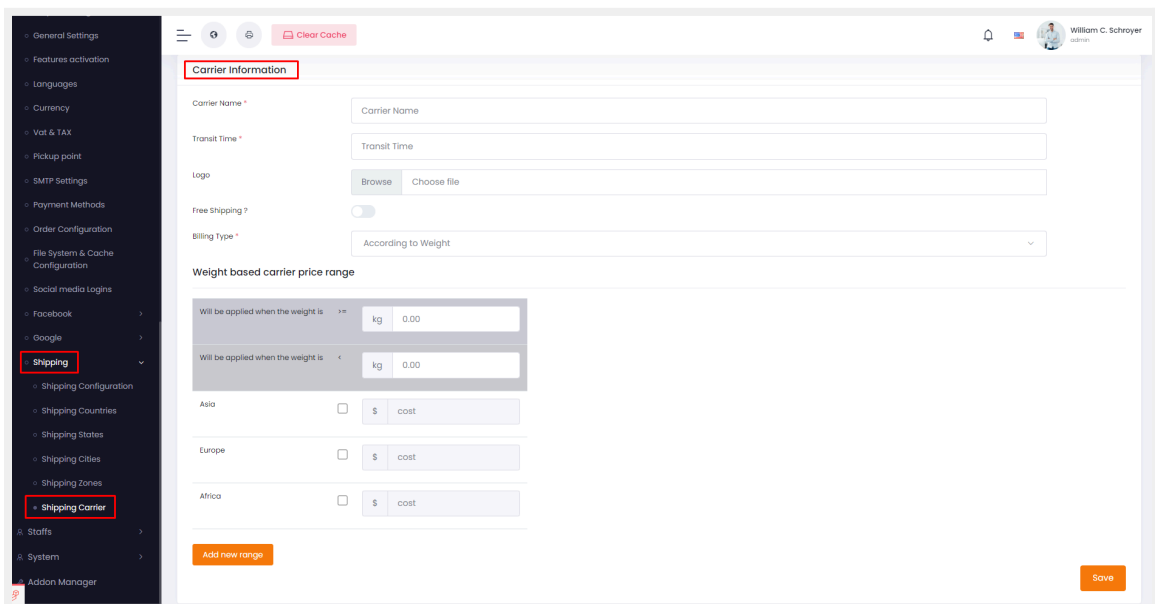 General Settings
Features activation
Languages
Currency
Vat & TAX
Pickup point
SMTP Settings
Payment Methods
Order Configuration
File System & Cache
Configuration
Social media Logins
Facebook
Google
Shipping
Shipping Configuration
Shipping Countries
Shipping States
Shipping Cities
Shipping Zones
Shipping Carrier
Staffs
System
Addon Manager
Clear Cache
William C. Schroyer
admin
Carrier Information
Carrier Name *
Carrier Name
Transit Time *
Transit Time
Logo
Browse Choose file
Free Shipping ?
Billing Type *
According to Weight
Weight based carrier price range
Will be applied when the weight is >= kg 0.00
Will be applied when the weight is < kg 0.00
Asia $ cost
Europe $ cost
Africa $ cost
Add new range
Save